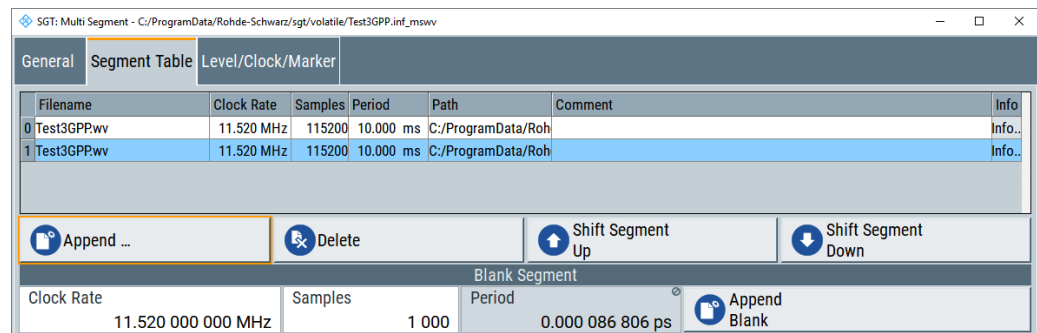 SGT: Multi Segment - C:/ProgramData/Rohde-Schwarz/sgt/volatile/Test3GPP.inf_mswv
General Segment Table Level/Clock/Marker
Filename Clock Rate Samples Period Path Comment Info
0 Test3GPP.wv 11.520 MHz 115200 10.000 ms C:/ProgramData/Roh Info..
1 Test3GPP.wv 11.520 MHz 115200 10.000 ms C:/ProgramData/Roh Info..
Append ... Delete Shift Segment Up Shift Segment Down
Blank Segment
Clock Rate Samples Period Append Blank
11.520 000 000 MHz 1 000 0.000 086 806 ps